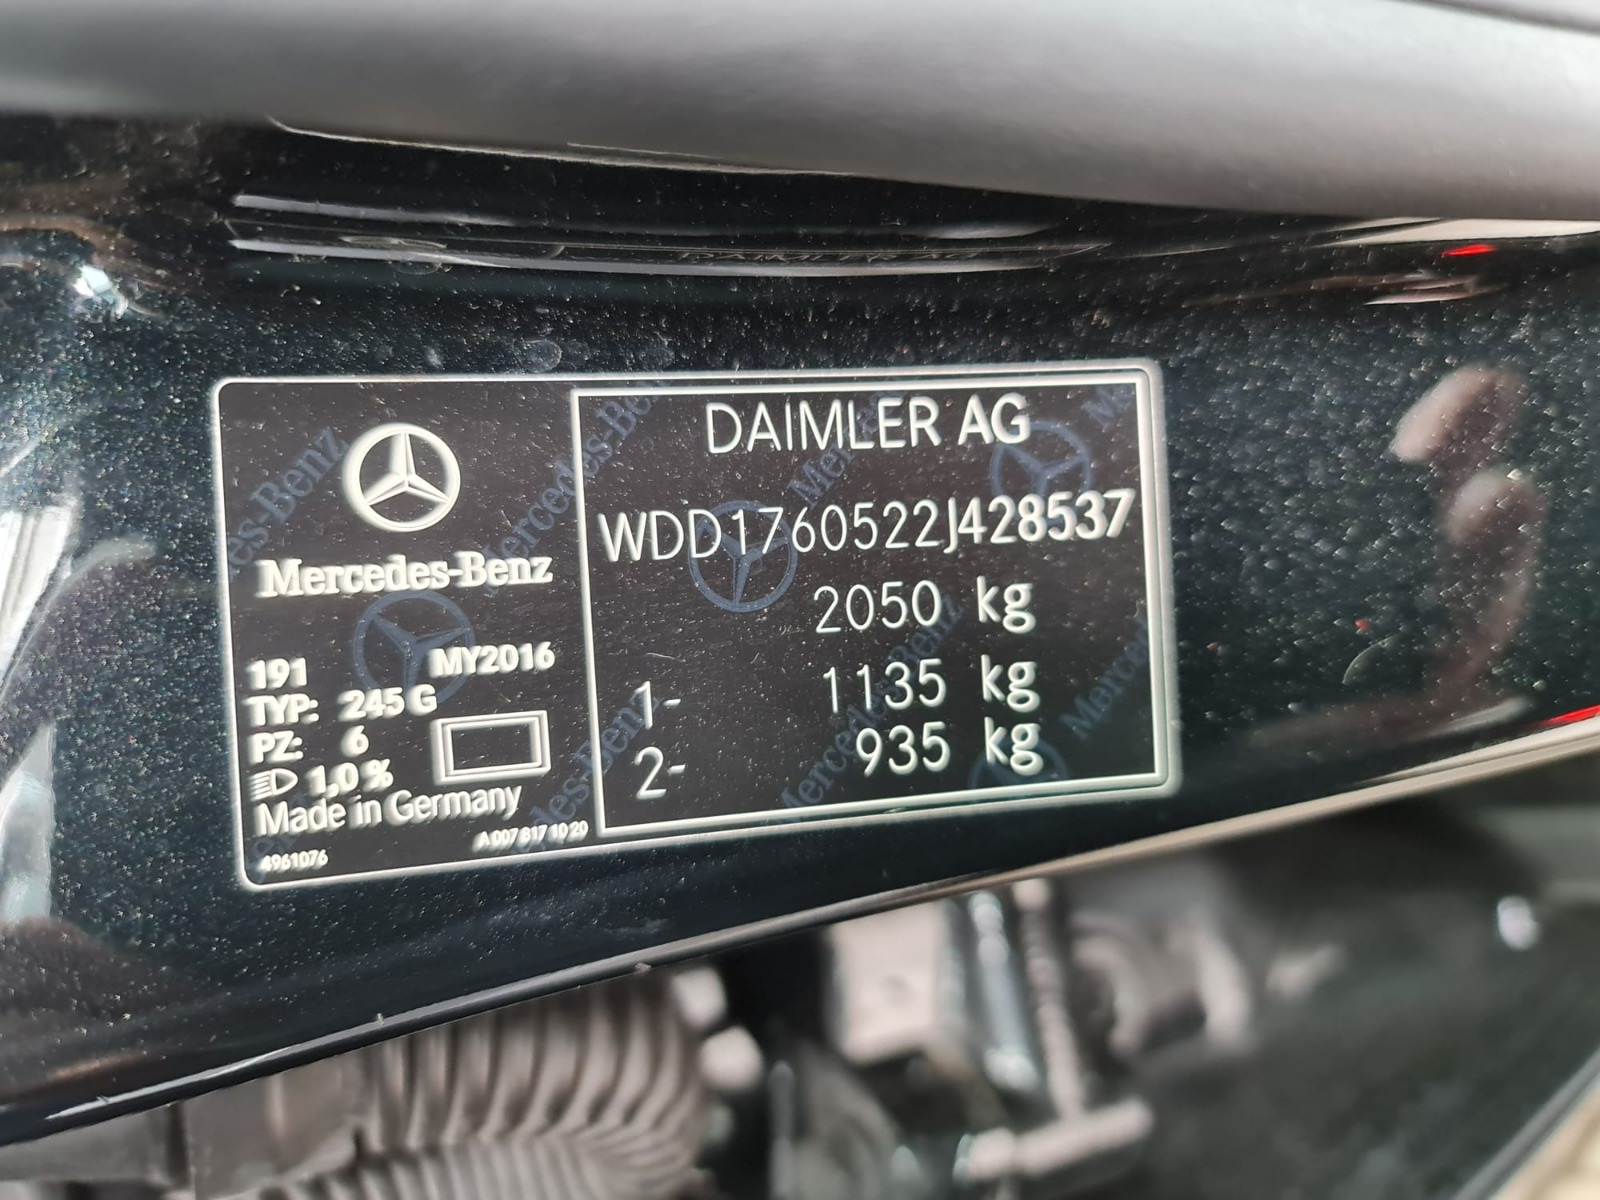 Mercedes-Benz
191 MY2016
TYP: 245 G
PZ: 6
1,0 %
Made in Germany
4961076
A 007 817 10 20
DAIMLER AG
WDD1760522J428537
2050 kg
1- 1135 kg
2- 935 kg